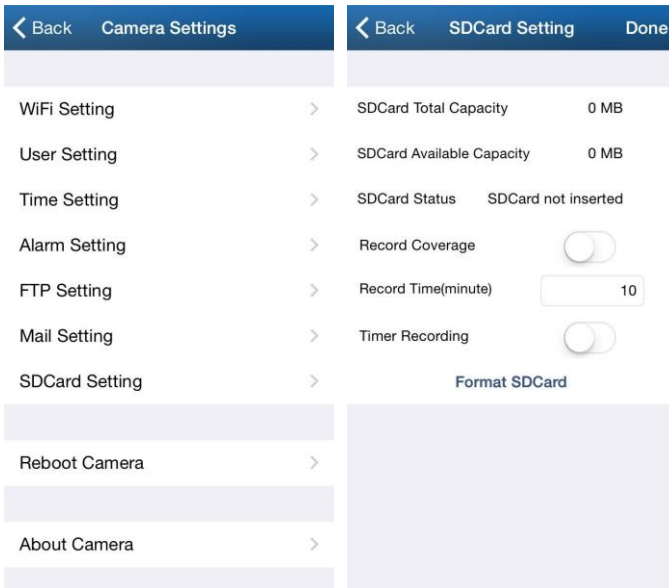 Back Camera Settings
WiFi Setting
User Setting
Time Setting
Alarm Setting
FTP Setting
Mail Setting
SDCard Setting
Reboot Camera
About Camera
Back SDCard Setting Done
SDCard Total Capacity 0 MB
SDCard Available Capacity 0 MB
SDCard Status SDCard not inserted
Record Coverage
Record Time(minute) 10
Timer Recording
Format SDCard